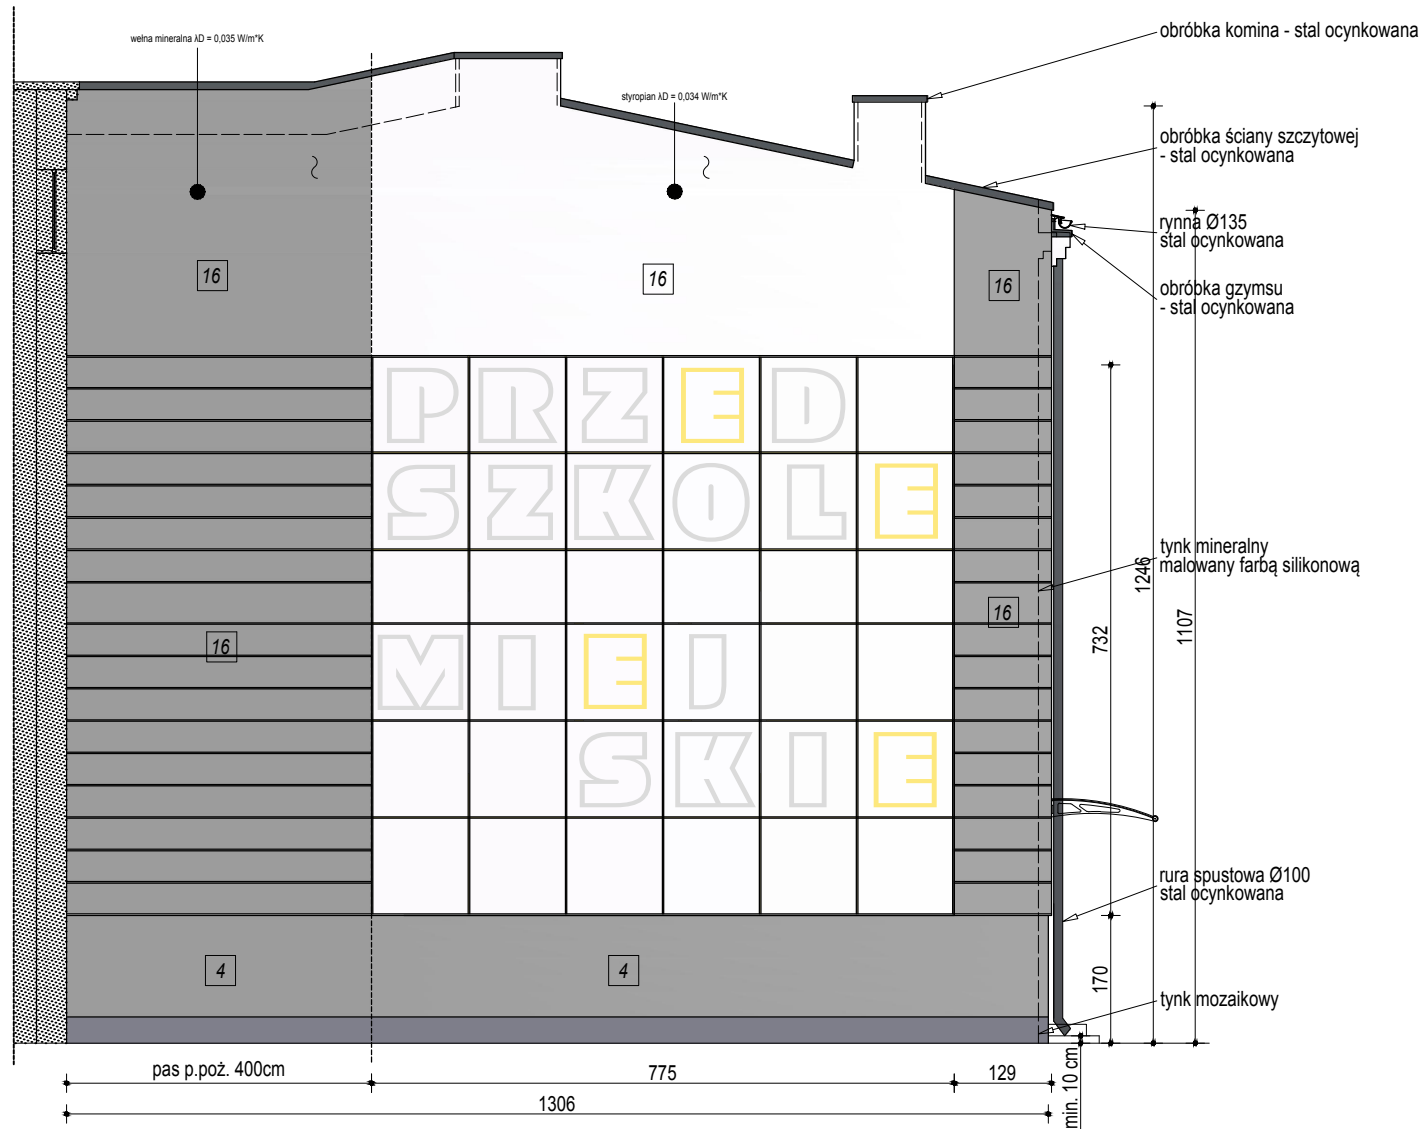 obróbka komina - stal ocynkowana
wełna mineralna λD = 0,035 W/m*K
styropian λD = 0,034 W/m*K
obróbka ściany szczytowej
- stal ocynkowana
rynna Ø135
stal ocynkowana
16
16
16
obróbka gzymsu
- stal ocynkowana
PRZED
SZKOLE
tynk mineralny
malowany farbą silikonową
1246
1107
732
16
16
MIEJ
SKIE
rura spustowa Ø100
stal ocynkowana
4
4
170
tynk mozaikowy
pas p.poż. 400cm
775
129
min. 10 cm
1306